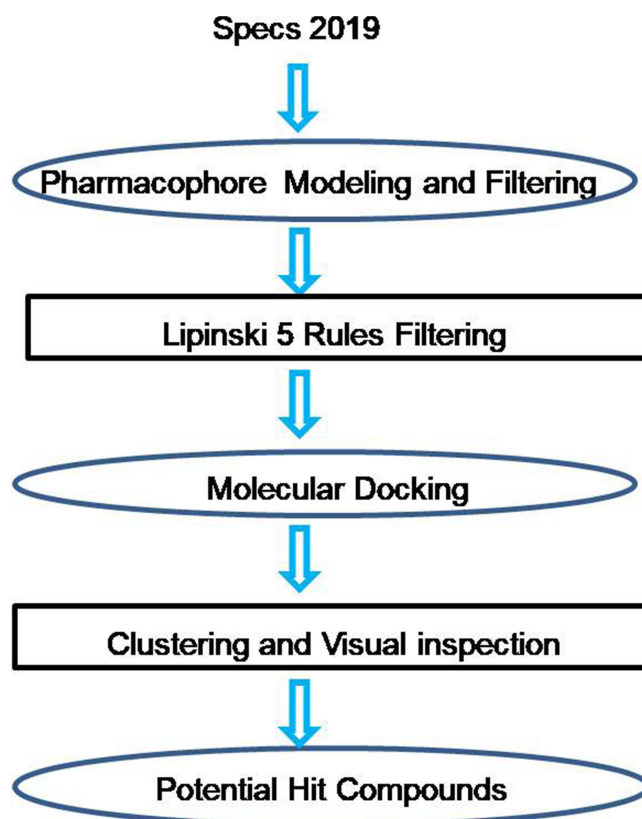 Specs 2019
Pharmacophore Modeling and Filtering
Lipinski 5 Rules Filtering
Molecular Docking
Clustering and Visual inspection
Potential Hit Compounds